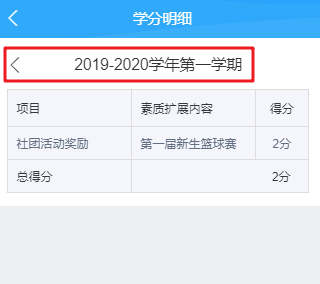 学分明细
2019-2020学年第一学期
项目 素质扩展内容 得分
社团活动奖励 第一届新生篮球赛 2分
总得分 2分